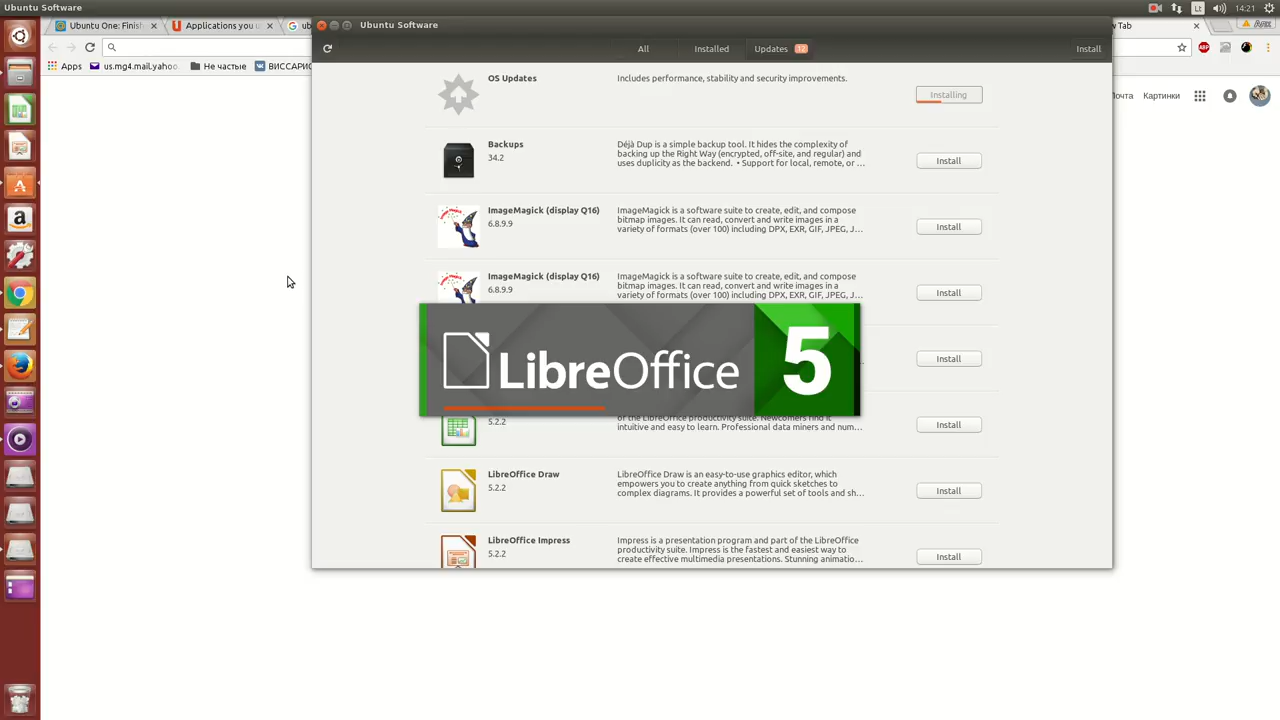 Ubuntu Software
Lt
14:21
Ubuntu One: Finish
Applications you u
ub
Ubuntu Software
w Tab
Алях
All
Installed
Updates 12
Install
Apps
us.mg4.mail.yahoo.
Не частые
ВИССАРИО
Почта
Картинки
OS Updates
Includes performance, stability and security improvements.
Installing
Backups
34.2
Déjà Dup is a simple backup tool. It hides the complexity of
backing up the Right Way (encrypted, off-site, and regular) and
uses duplicity as the backend. • Support for local, remote, or ...
Install
ImageMagick (display Q16)
6.8.9.9
ImageMagick is a software suite to create, edit, and compose
bitmap images. It can read, convert and write images in a
variety of formats (over 100) including DPX, EXR, GIF, JPEG, J...
Install
ImageMagick (display Q16)
6.8.9.9
ImageMagick is a software suite to create, edit, and compose
bitmap images. It can read, convert and write images in a
variety of formats (over 100) including DPX, EXR, GIF, JPEG, J...
Install
LibreOffice 5
Install
5.2.2
of the LibreOffice productivity suite. Newcomers find it
intuitive and easy to learn. Professional data miners and num...
Install
LibreOffice Draw
5.2.2
LibreOffice Draw is an easy-to-use graphics editor, which
empowers you to create anything from quick sketches to
complex diagrams. It provides a powerful set of tools and sh...
Install
LibreOffice Impress
5.2.2
Impress is a presentation program and part of the LibreOffice
productivity suite. Impress is the fastest and easiest way to
create effective multimedia presentations. Stunning animatio...
Install